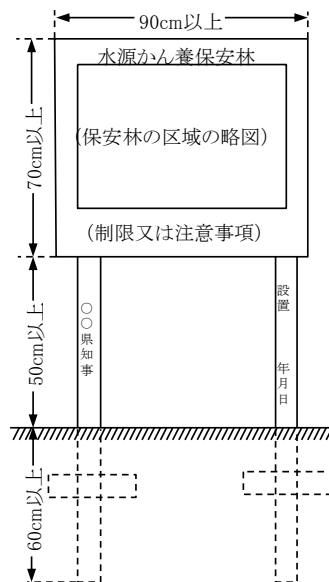 90cm以上
水源かん養保安林
70cm以上
(保安林の区域の略図)
(制限又は注意事項)
50cm以上
○○県知事
設置 年月日
60cm以上